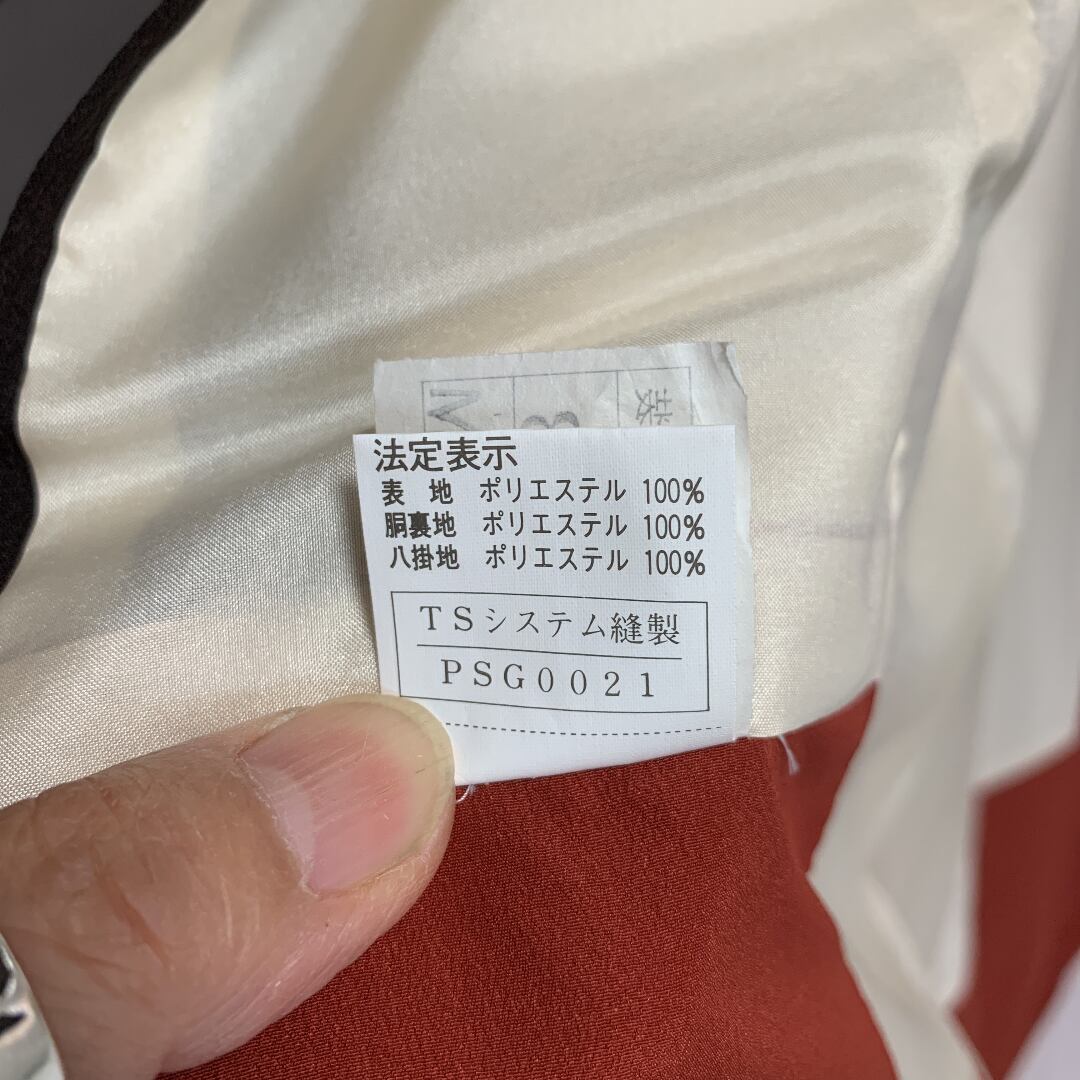 M
法定表示
表 地 ポリエステル 100%
胴裏地 ポリエステル 100%
八掛地 ポリエステル 100%
TSシステム縫製
PSG0021